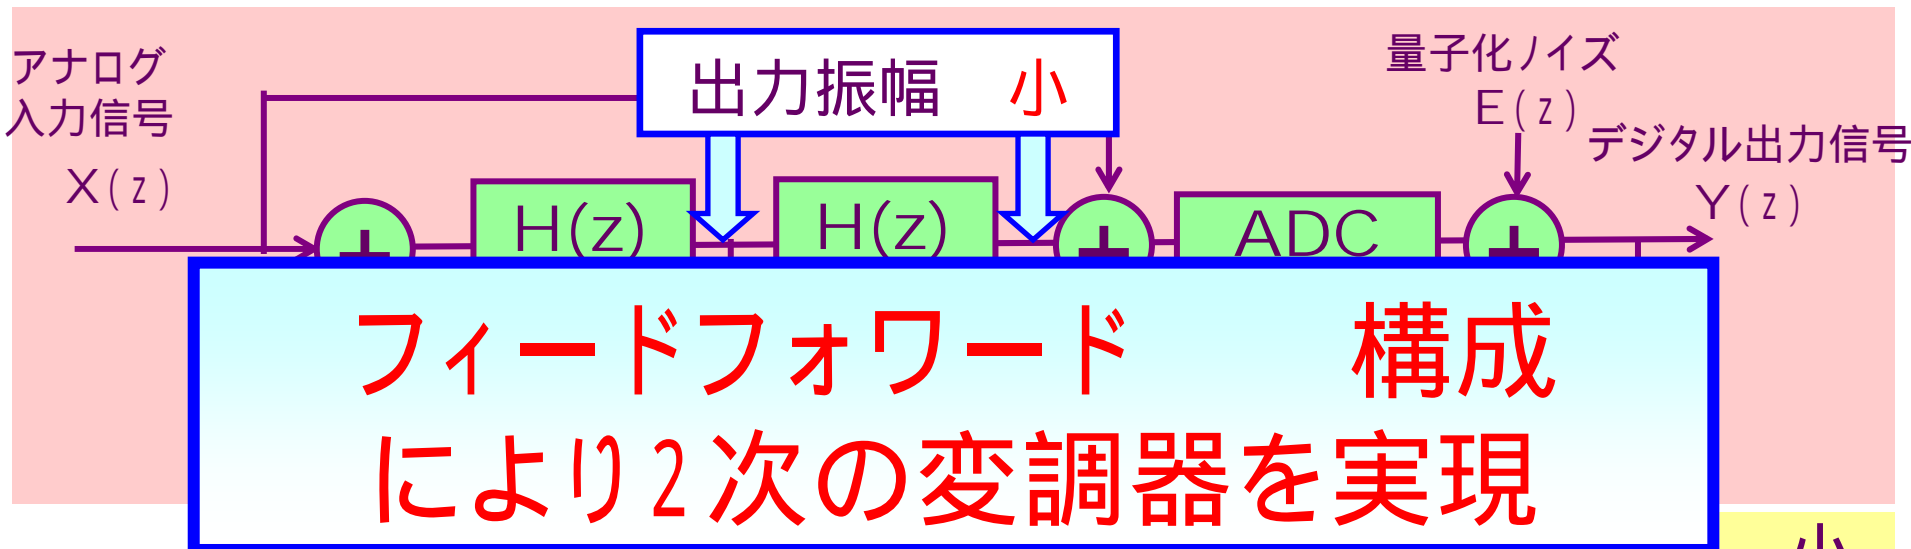 アナログ
入力信号
X(z)
出力振幅　小
量子化ノイズ
E(z)
デジタル出力信号
Y(z)
+
H(z)
H(z)
+
ADC
+
フィードフォワード　　構成
により2次の変調器を実現
小